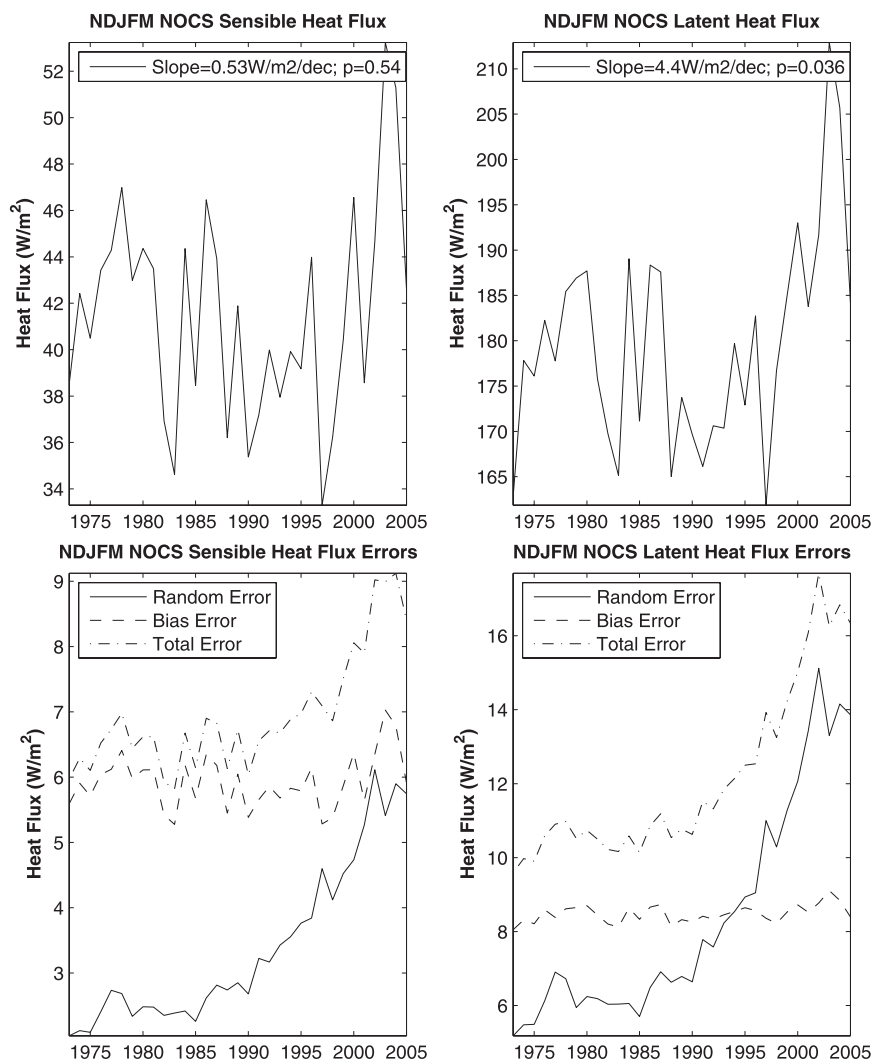 NDJFM NOCS Sensible Heat Flux
Slope=0.53W/m2/dec; p=0.54
Heat Flux (W/m²)
52
50
48
46
44
42
40
38
36
34
1975 1980 1985 1990 1995 2000 2005
NDJFM NOCS Latent Heat Flux
Slope=4.4W/m2/dec; p=0.036
Heat Flux (W/m²)
210
205
200
195
190
185
180
175
170
165
1975 1980 1985 1990 1995 2000 2005
NDJFM NOCS Sensible Heat Flux Errors
Random Error
Bias Error
Total Error
Heat Flux (W/m²)
9
8
7
6
5
4
3
1975 1980 1985 1990 1995 2000 2005
NDJFM NOCS Latent Heat Flux Errors
Random Error
Bias Error
Total Error
Heat Flux (W/m²)
16
14
12
10
8
6
1975 1980 1985 1990 1995 2000 2005